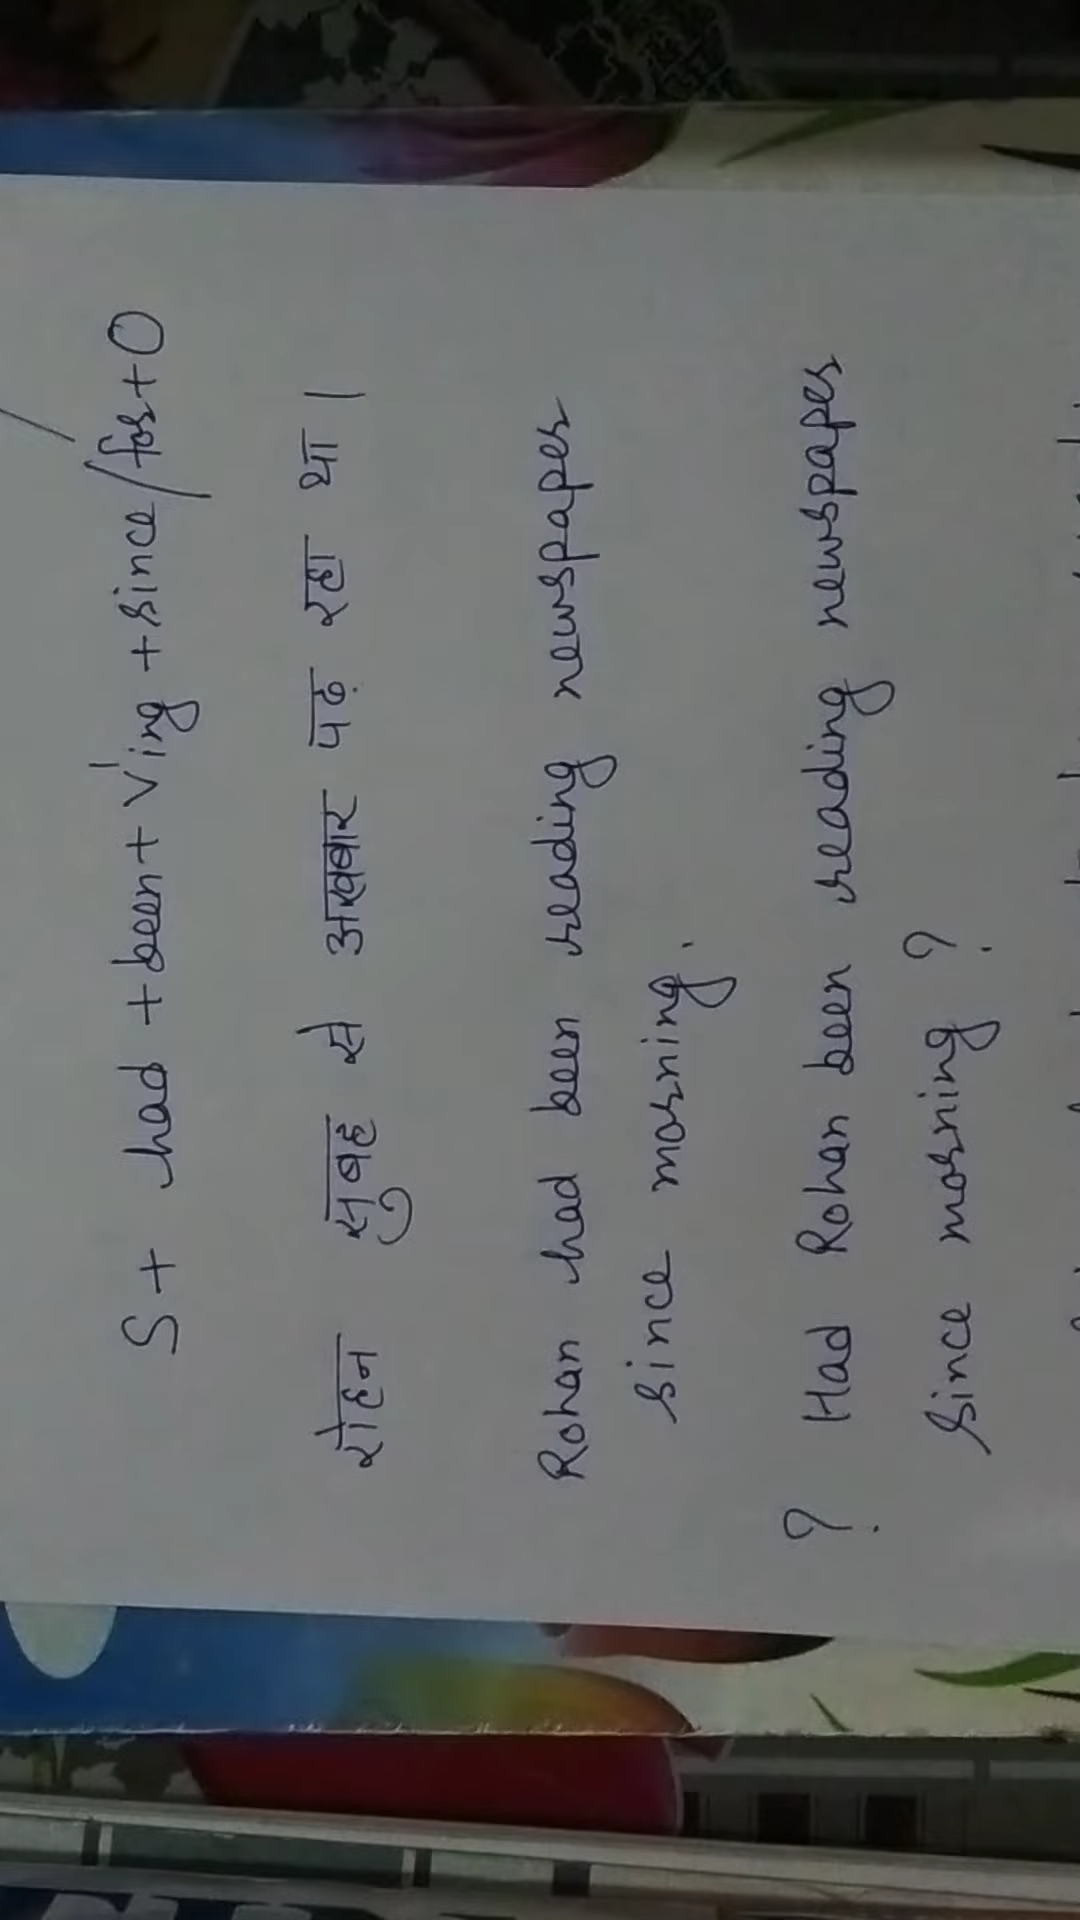 S + had + been + V'ing + since/for + O
रोहन सुबह से अखबार पढ़ रहा था।
Rohan had been reading newspaper
since morning.
? Had Rohan been reading newspaper
since morning ?